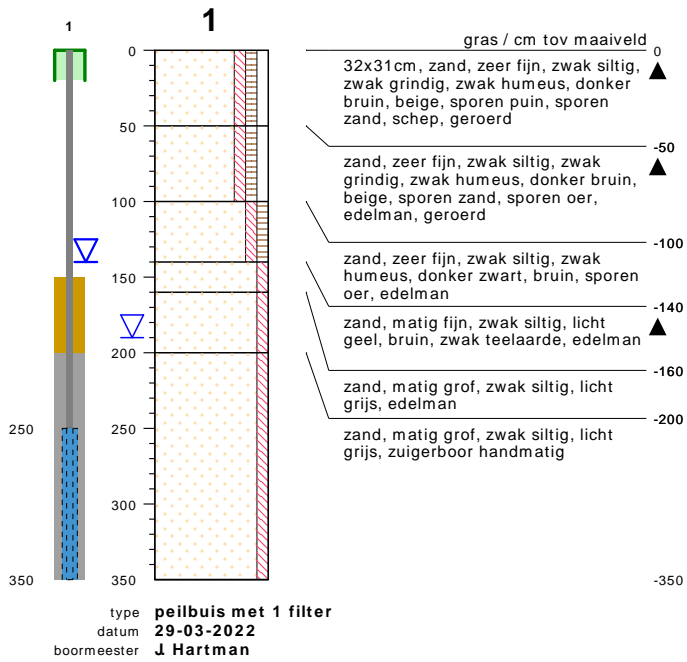 1
1
gras / cm tov maaiveld
0
0
32x31cm, zand, zeer fijn, zwak siltig,
zwak grindig, zwak humeus, donker
bruin, beige, sporen puin, sporen
zand, schep, geroerd
50
-50
zand, zeer fijn, zwak siltig, zwak
grindig, zwak humeus, donker bruin,
beige, sporen zand, sporen oer,
edelman, geroerd
100
-100
zand, zeer fijn, zwak siltig, zwak
humeus, donker zwart, bruin, sporen
oer, edelman
150
-140
zand, matig fijn, zwak siltig, licht
geel, bruin, zwak teelaarde, edelman
200
-160
zand, matig grof, zwak siltig, licht
grijs, edelman
-200
250
250
zand, matig grof, zwak siltig, licht
grijs, zuigerboor handmatig
300
350
350
-350
type peilbuis met 1 filter
datum 29-03-2022
boormeester J. Hartman